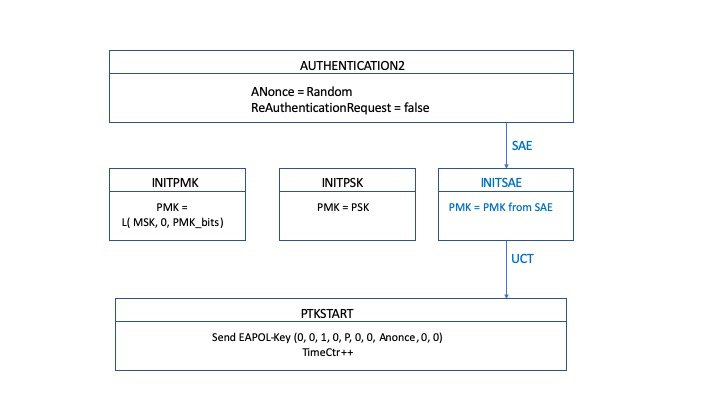 AUTHENTICATION2
ANonce = Random
ReAuthenticationRequest = false
SAE
INITPMK
PMK =
L( MSK, 0, PMK_bits)
INITPSK
PMK = PSK
INITSAE
PMK = PMK from SAE
UCT
PTKSTART
Send EAPOL-Key (0, 0, 1, 0, P, 0, 0, Anonce, 0, 0)
TimeCtr++